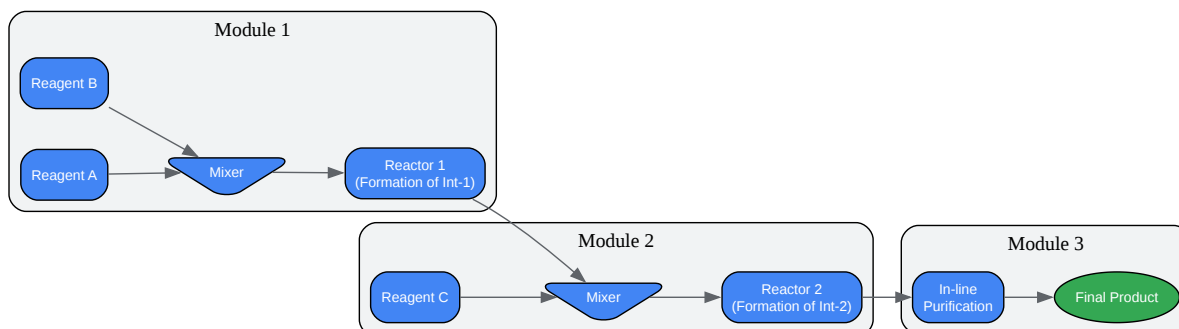 Module 1
Reagent B
Reagent A
Mixer
Reactor 1
(Formation of Int-1)
Module 2
Reagent C
Mixer
Reactor 2
(Formation of Int-2)
Module 3
In-line
Purification
Final Product